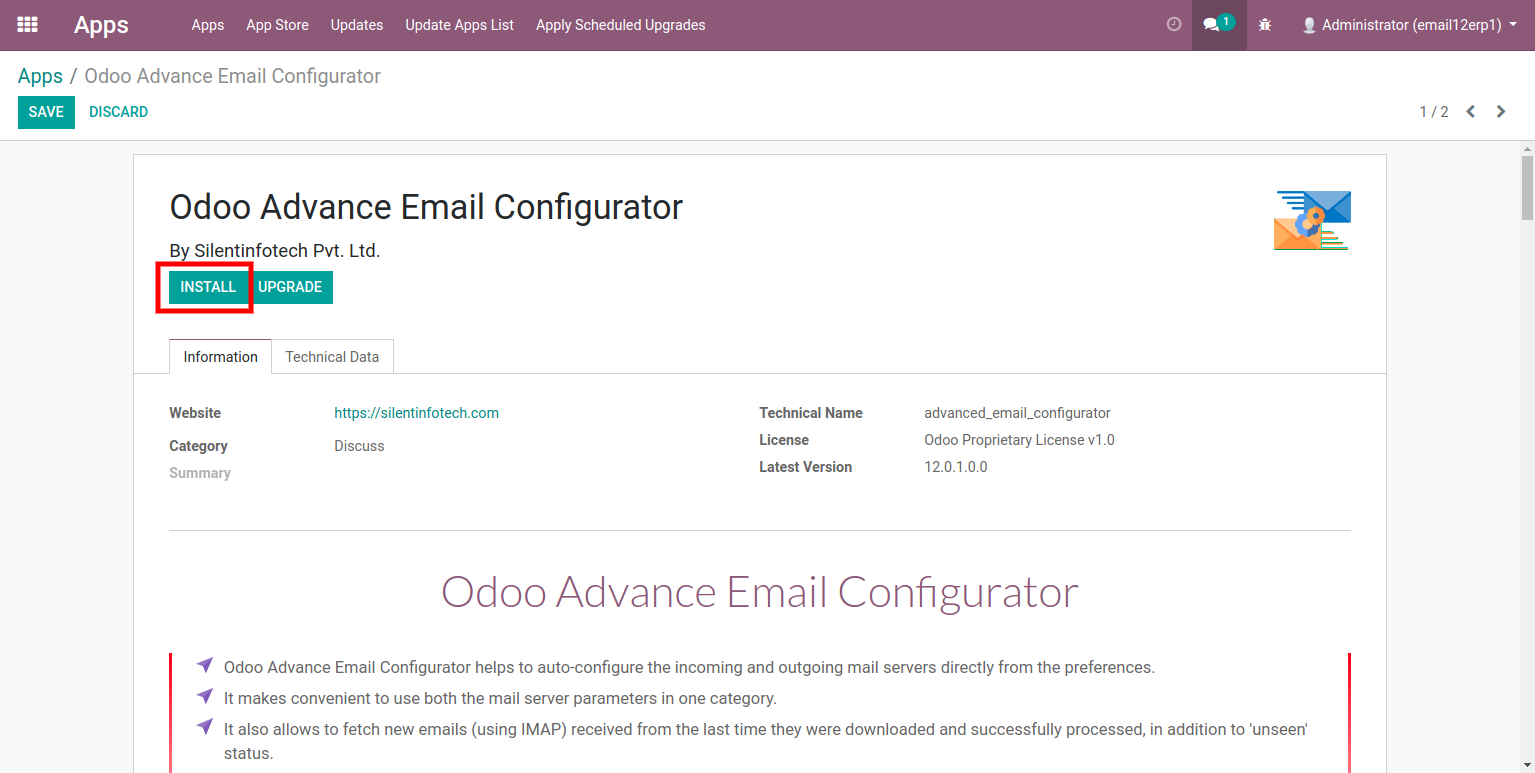 Apps Apps App Store Updates Update Apps List Apply Scheduled Upgrades 1 Administrator (email12erp1)
Apps / Odoo Advance Email Configurator
SAVE DISCARD 1 / 2
Odoo Advance Email Configurator
By Silentinfotech Pvt. Ltd.
INSTALL UPGRADE
Information Technical Data
Website https://silentinfotech.com Technical Name advanced_email_configurator
Category Discuss License Odoo Proprietary License v1.0
Summary Latest Version 12.0.1.0.0
Odoo Advance Email Configurator
Odoo Advance Email Configurator helps to auto-configure the incoming and outgoing mail servers directly from the preferences.
It makes convenient to use both the mail server parameters in one category.
It also allows to fetch new emails (using IMAP) received from the last time they were downloaded and successfully processed, in addition to 'unseen'
status.